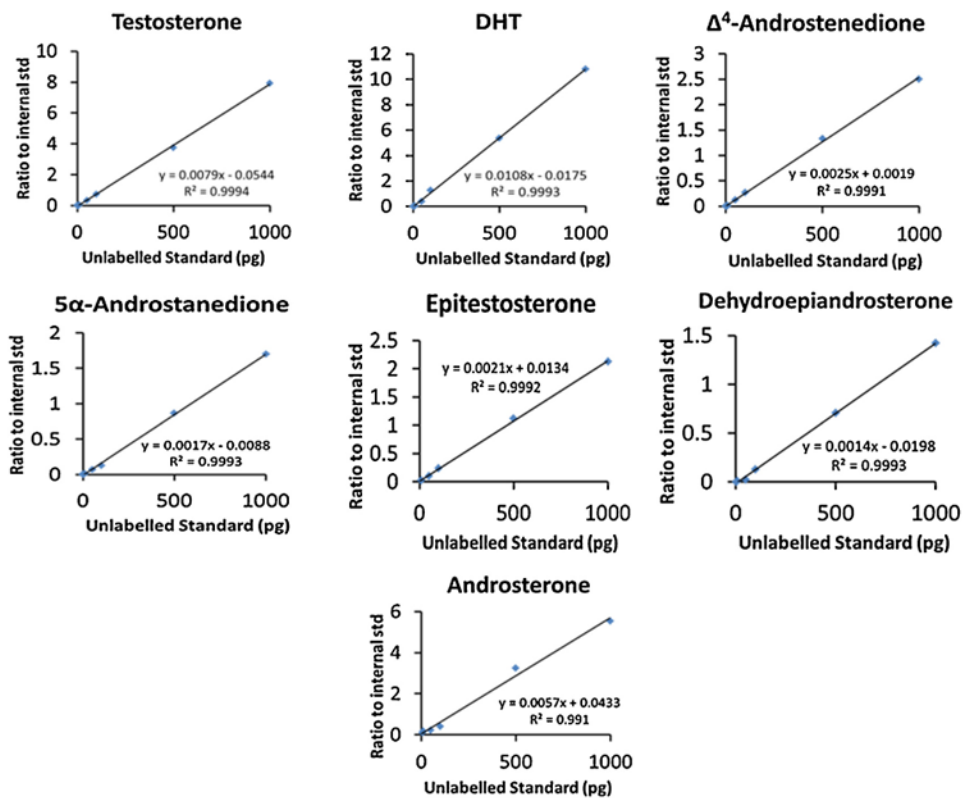 Testosterone
Ratio to internal std
10
8
6
4
2
0
y = 0.0079x - 0.0544
R² = 0.9994
0 500 1000
Unlabelled Standard (pg)
DHT
Ratio to internal std
12
10
8
6
4
2
0
y = 0.0108x - 0.0175
R² = 0.9993
0 500 1000
Unlabelled Standard (pg)
Δ⁴-Androstenedione
Ratio to internal std
3
2.5
2
1.5
1
0.5
0
y = 0.0025x + 0.0019
R² = 0.9991
0 500 1000
Unlabelled Standard (pg)
5α-Androstanedione
Ratio to internal std
2
1.5
1
0.5
0
y = 0.0017x - 0.0088
R² = 0.9993
0 500 1000
Unlabelled Standard (pg)
Epitestosterone
Ratio to internal std
2.5
2
1.5
1
0.5
0
y = 0.0021x + 0.0134
R² = 0.9992
0 500 1000
Unlabelled Standard (pg)
Dehydroepiandrosterone
Ratio to internal std
1.5
1
0.5
0
y = 0.0014x - 0.0198
R² = 0.9993
0 500 1000
Unlabelled Standard (pg)
Androsterone
Ratio to internal std
6
4
2
0
y = 0.0057x + 0.0433
R² = 0.991
0 500 1000
Unlabelled Standard (pg)